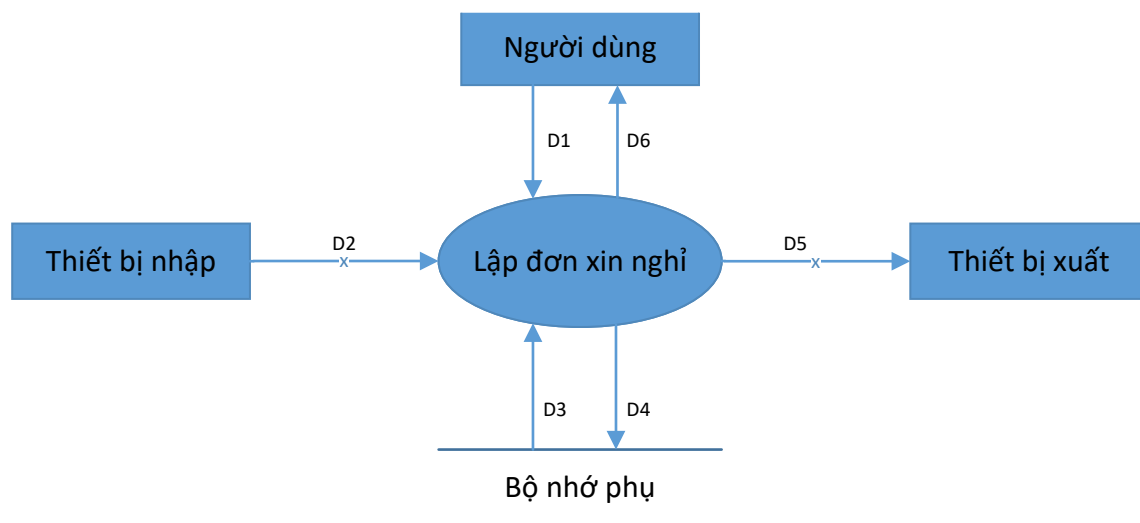 Người dùng
D1
D6
D2
D5
Thiết bị nhập
Lập đơn xin nghỉ
Thiết bị xuất
x
x
D3
D4
Bộ nhớ phụ